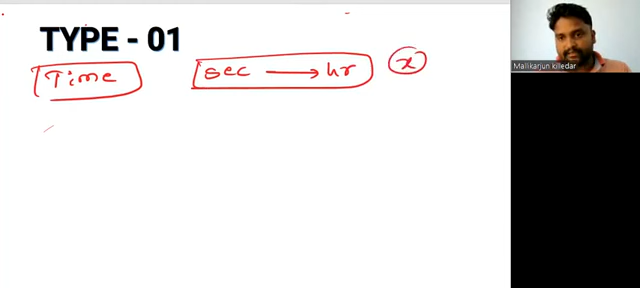 TYPE - 01
Time sec → hr x
Mallikarjun killedar